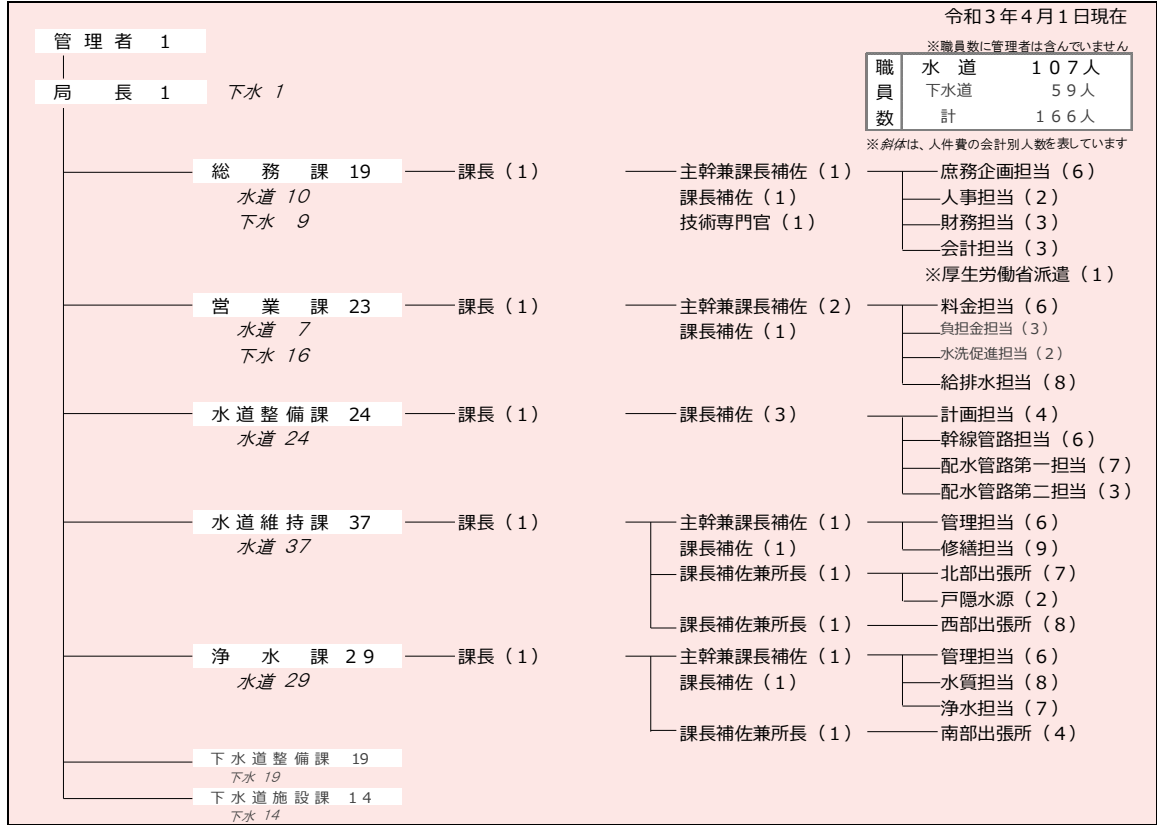 令和３年４月１日現在
管理者 1
※職員数に管理者は含んでいません
局長 1 下水 1
職員数
水道 １０７人
下水道 ５９人
計 １６６人
※斜体は、人件費の会計別人数を表しています
総務課 19 課長（１） 主幹兼課長補佐（１） 庶務企画担当（６）
水道 10 課長補佐（１） 人事担当（２）
下水 9 技術専門官（１） 財務担当（３）
会計担当（３）
※厚生労働省派遣（１）
営業課 23 課長（１） 主幹兼課長補佐（２） 料金担当（６）
水道 7 課長補佐（１） 負担金担当（３）
下水 16 水洗促進担当（２）
給排水担当（８）
水道整備課 24 課長（１） 課長補佐（３） 計画担当（４）
水道 24 幹線管路担当（６）
配水管路第一担当（７）
配水管路第二担当（３）
水道維持課 37 課長（１） 主幹兼課長補佐（１） 管理担当（６）
水道 37 課長補佐（１） 修繕担当（９）
課長補佐兼所長（１） 北部出張所（７）
戸隠水源（２）
課長補佐兼所長（１） 西部出張所（８）
浄水課 29 課長（１） 主幹兼課長補佐（１） 管理担当（６）
水道 29 課長補佐（１） 水質担当（８）
浄水担当（７）
課長補佐兼所長（１） 南部出張所（４）
下水道整備課 19
下水 19
下水道施設課 14
下水 14